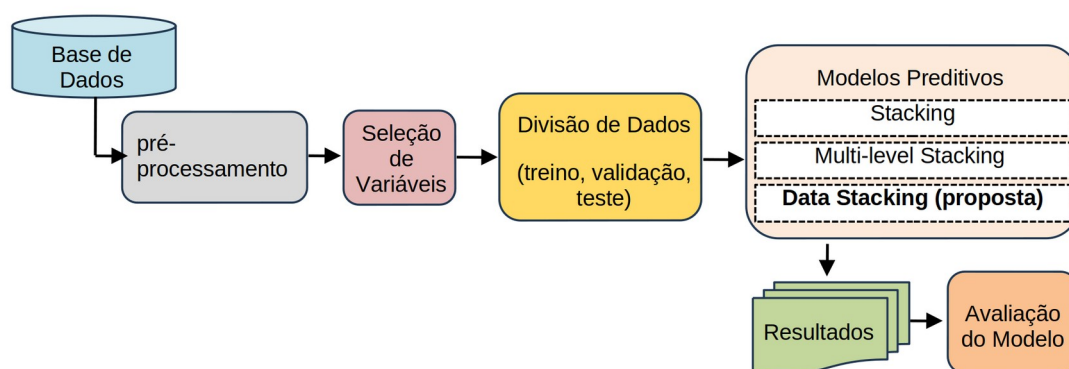 Base de
Dados
pré-
processamento
Seleção
de
Variáveis
Divisão de Dados
(treino, validação,
teste)
Modelos Preditivos
Stacking
Multi-level Stacking
Data Stacking (proposta)
Resultados
Avaliação
do Modelo